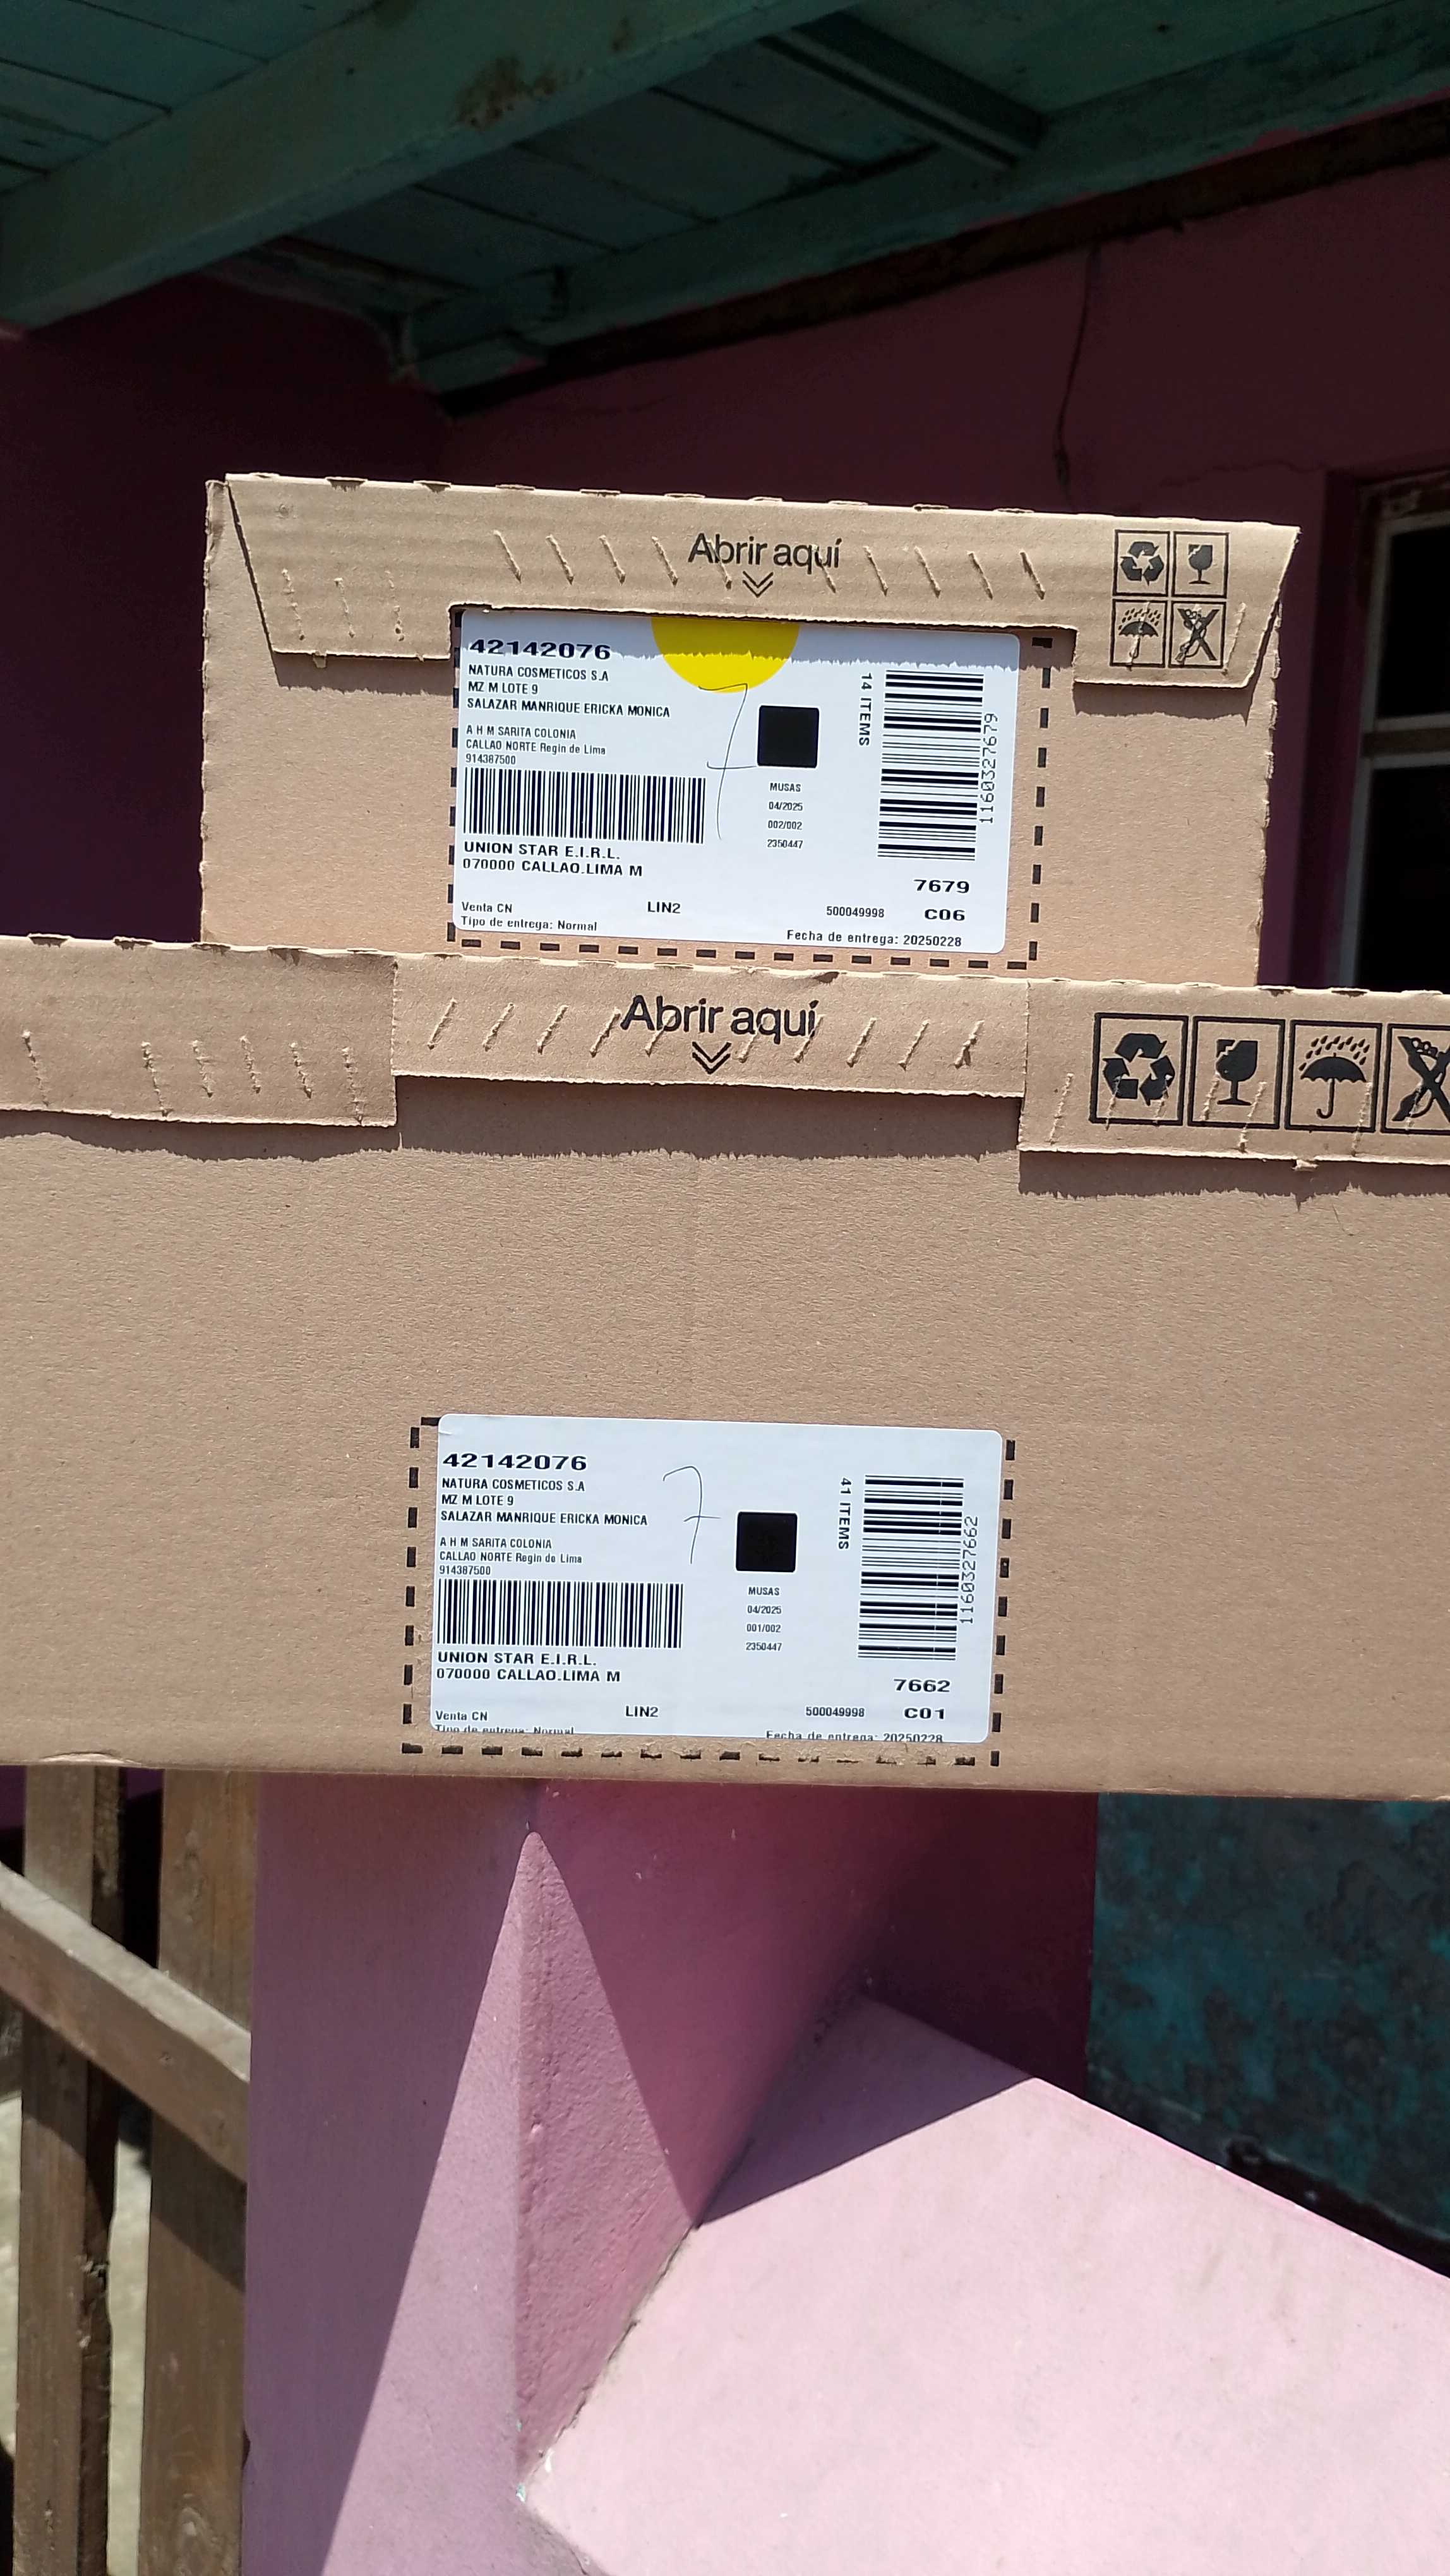 Abrir aquí
42142076
NATURA COSMETICOS S.A
MZ M LOTE 9
SALAZAR MANRIQUE ERICKA MONICA
A H M SARITA COLONIA
CALLAO NORTE Regin de Lima
914387500
UNION STAR E.I.R.L.
070000 CALLAO.LIMA M
Venta CN
LIN2
Tipo de entrega: Normal
7
MUSAS
04/2025
002/002
2350447
14 ITEMS
1160327679
7679
500049998
C06
Fecha de entrega: 20250228
Abrir aquí
42142076
NATURA COSMETICOS S.A
MZ M LOTE 9
SALAZAR MANRIQUE ERICKA MONICA
A H M SARITA COLONIA
CALLAO NORTE Regin de Lima
914387500
UNION STAR E.I.R.L.
070000 CALLAO.LIMA M
Venta CN
LIN2
Tipo de entrega: Normal
7
MUSAS
04/2025
001/002
2350447
41 ITEMS
1160327662
7662
500049998
C01
Fecha de entrega: 20250228